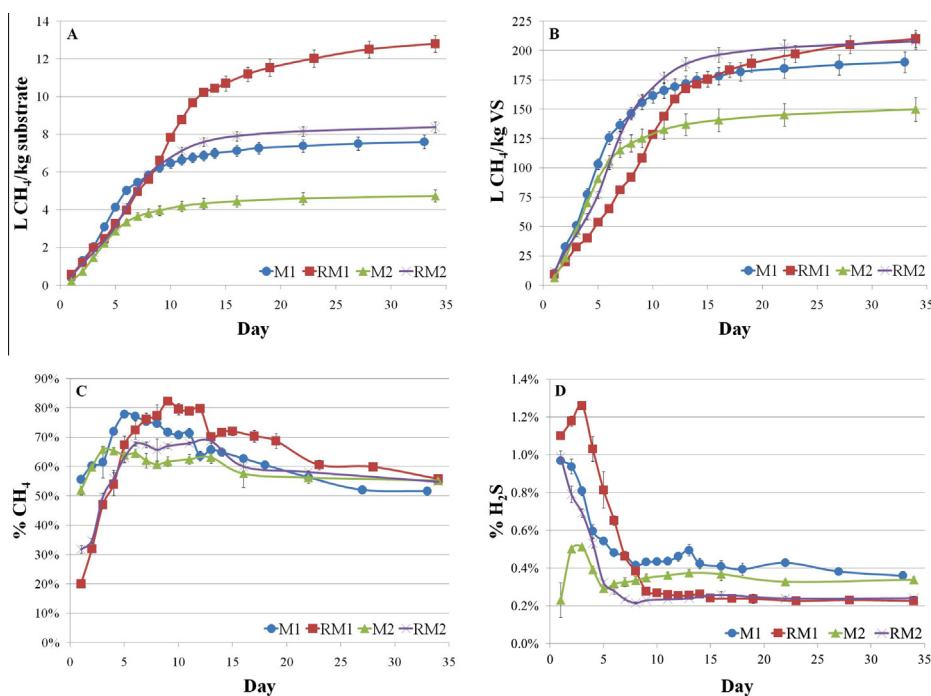 A
L CH₄/kg substrate
14
12
10
8
6
4
2
0
0 5 10 15 20 25 30 35
Day
M1 RM1 M2 RM2
B
L CH₄/kg VS
225
200
175
150
125
100
75
50
25
0
0 5 10 15 20 25 30 35
Day
M1 RM1 M2 RM2
C
% CH₄
90%
80%
70%
60%
50%
40%
30%
20%
10%
0%
0 5 10 15 20 25 30 35
Day
M1 RM1 M2 RM2
D
% H₂S
1.4%
1.2%
1.0%
0.8%
0.6%
0.4%
0.2%
0.0%
0 5 10 15 20 25 30 35
Day
M1 RM1 M2 RM2